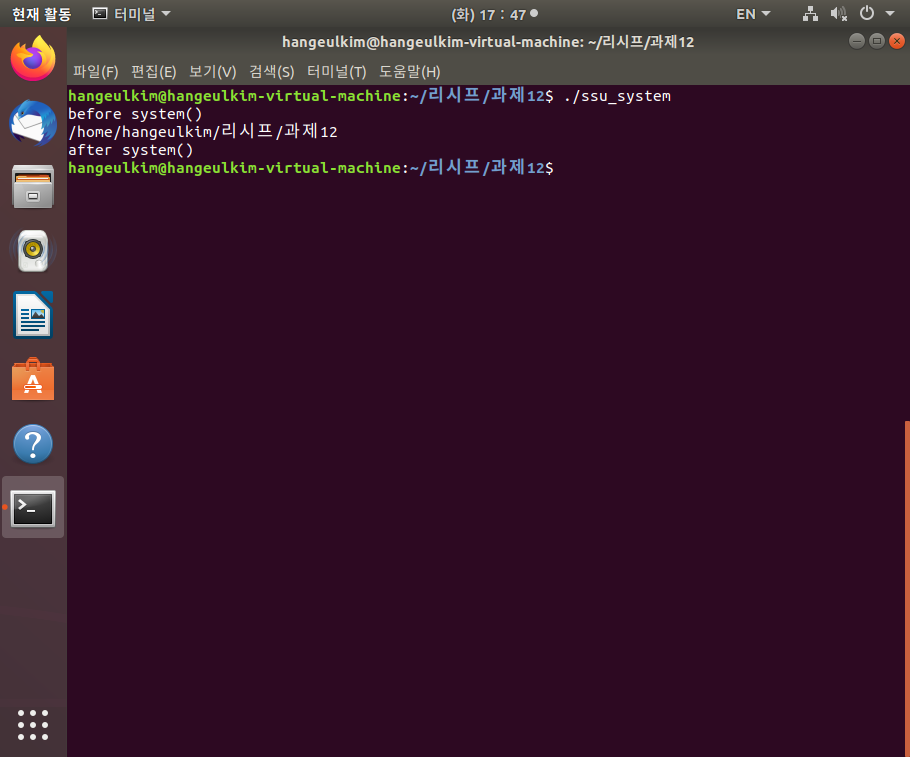 현재 활동 터미널 (화) 17 : 47 EN
hangeulkim@hangeulkim-virtual-machine: ~/리시프/과제12
파일(F) 편집(E) 보기(V) 검색(S) 터미널(T) 도움말(H)
hangeulkim@hangeulkim-virtual-machine:~/리시프/과제12$ ./ssu_system
before system()
/home/hangeulkim/리시프/과제12
after system()
hangeulkim@hangeulkim-virtual-machine:~/리시프/과제12$